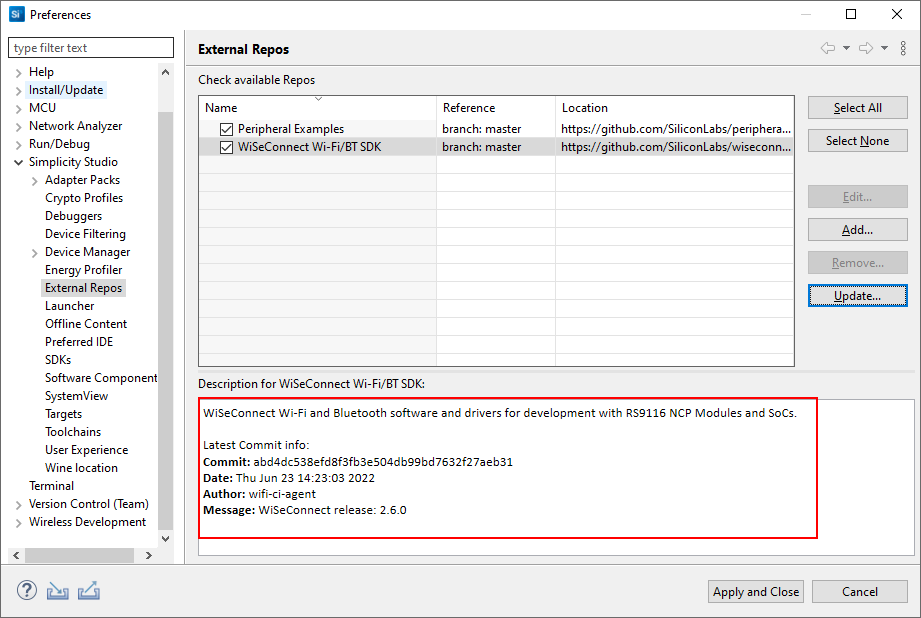 Si Preferences
type filter text
Help
Install/Update
MCU
Network Analyzer
Run/Debug
Simplicity Studio
Adapter Packs
Crypto Profiles
Debuggers
Device Filtering
Device Manager
Energy Profiler
External Repos
Launcher
Offline Content
Preferred IDE
SDKs
Software Component
SystemView
Targets
Toolchains
User Experience
Wine location
Terminal
Version Control (Team)
Wireless Development
External Repos
Check available Repos
Name Reference Location
Peripheral Examples branch: master https://github.com/SiliconLabs/periphera...
WiSeConnect Wi-Fi/BT SDK branch: master https://github.com/SiliconLabs/wiseconn...
Select All
Select None
Edit...
Add...
Remove...
Update...
Description for WiSeConnect Wi-Fi/BT SDK:
WiSeConnect Wi-Fi and Bluetooth software and drivers for development with RS9116 NCP Modules and SoCs.
Latest Commit info:
Commit: abd4dc538efd8f3fb3e504db99bd7632f27aeb31
Date: Thu Jun 23 14:23:03 2022
Author: wifi-ci-agent
Message: WiSeConnect release: 2.6.0
?
Apply and Close
Cancel